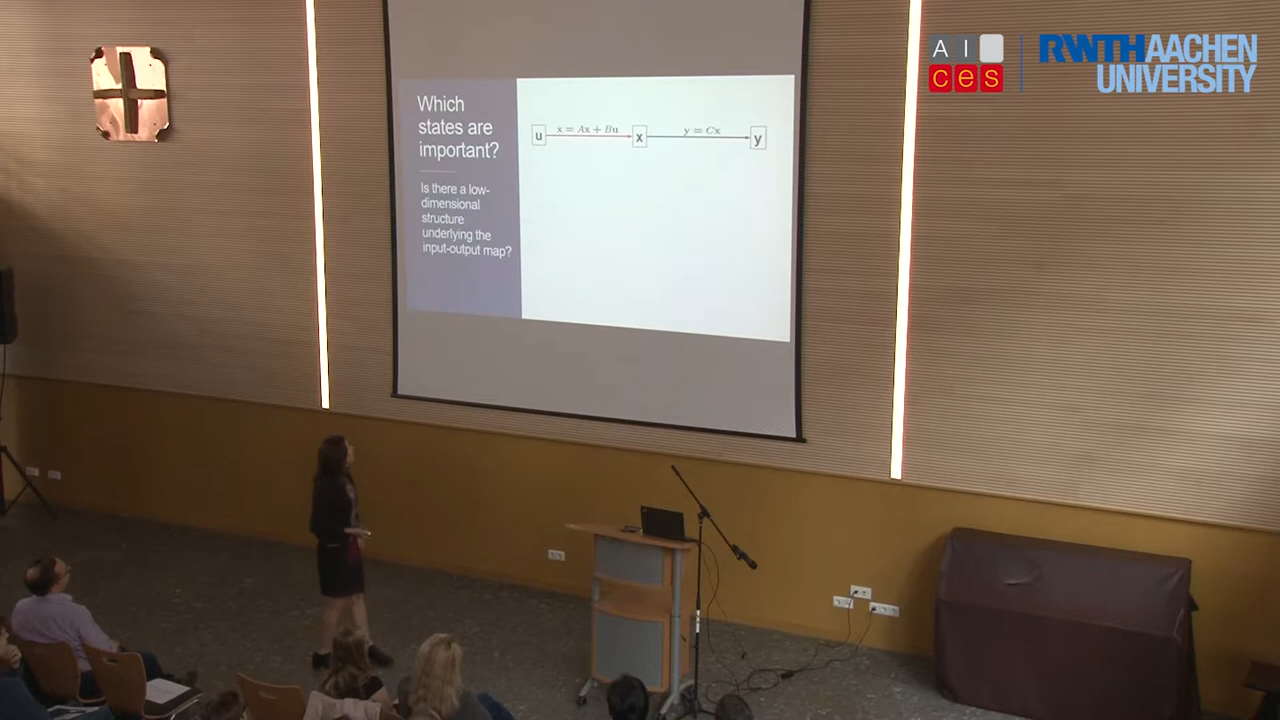 AI
ces
RWTHAACHEN
UNIVERSITY
Which
states are
important?
Is there a low-
dimensional
structure
underlying the
input-output map?
u
x = Ax + Bu
x
y = Cx
y